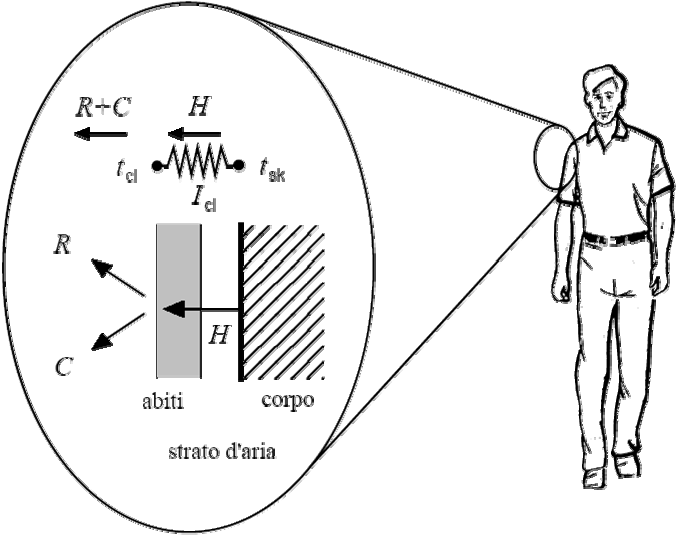 R+C H
t_cl t_sk
I_cl
R
H
C
abiti corpo
strato d'aria